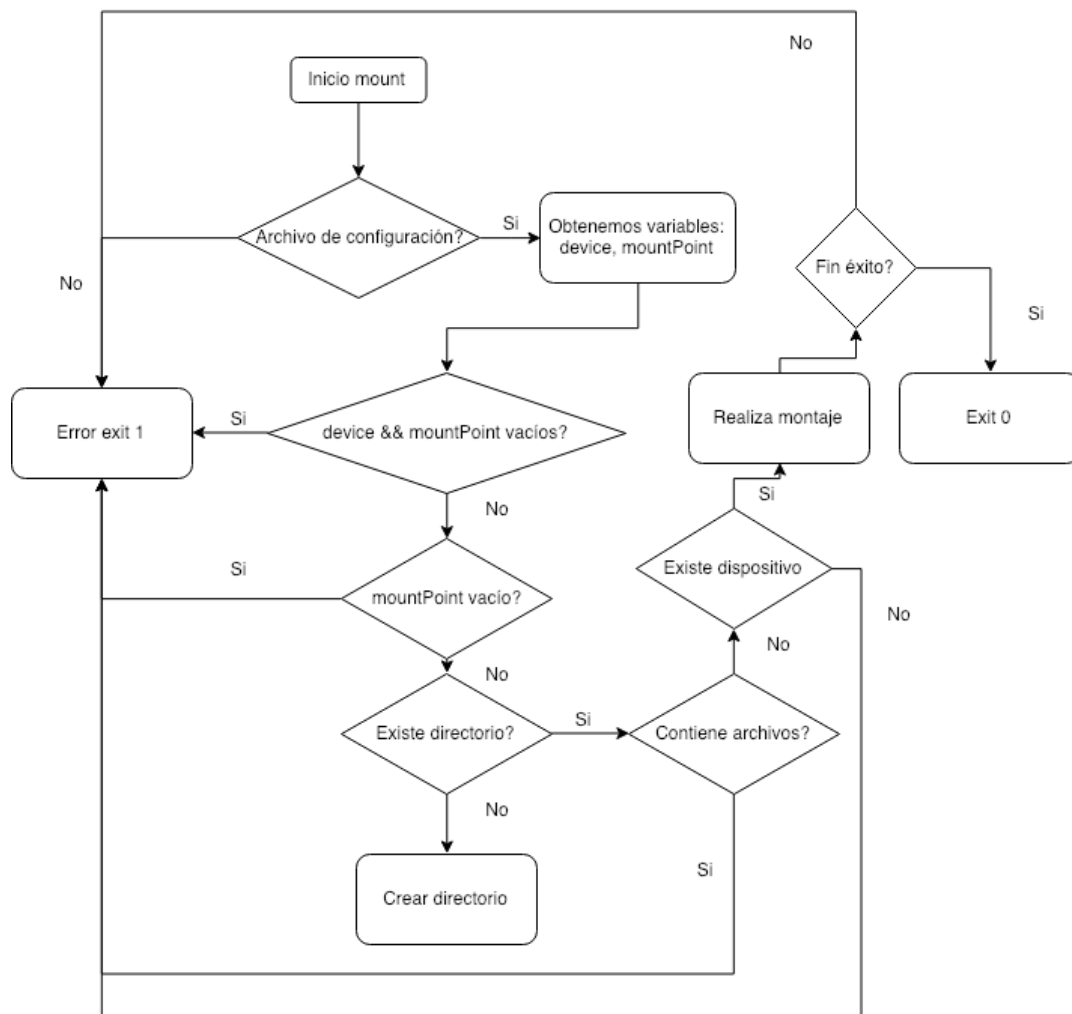 No
Inicio mount
Archivo de configuración?
Si
Obtenemos variables:
device, mountPoint
Fin éxito?
No
Si
Error exit 1
Si
device && mountPoint vacíos?
Realiza montaje
Exit 0
Si
No
Existe dispositivo
Si
mountPoint vacío?
No
No
No
Existe directorio?
Si
Contiene archivos?
No
Si
Crear directorio